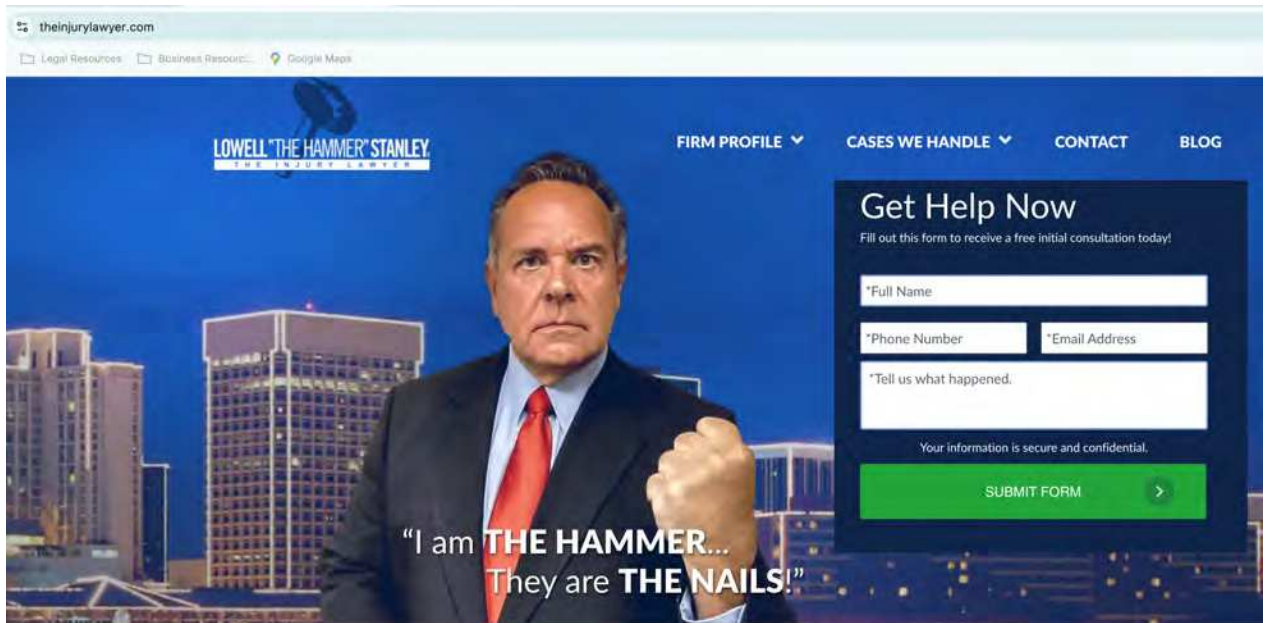 theinjurylawyer.com
Legal Resources Business Resourc... Google Maps
LOWELL "THE HAMMER" STANLEY
THE INJURY LAWYER
FIRM PROFILE CASES WE HANDLE CONTACT BLOG
Get Help Now
Fill out this form to receive a free initial consultation today!
*Full Name
*Phone Number *Email Address
*Tell us what happened.
Your information is secure and confidential.
SUBMIT FORM
“I am THE HAMMER...
They are THE NAILS!”